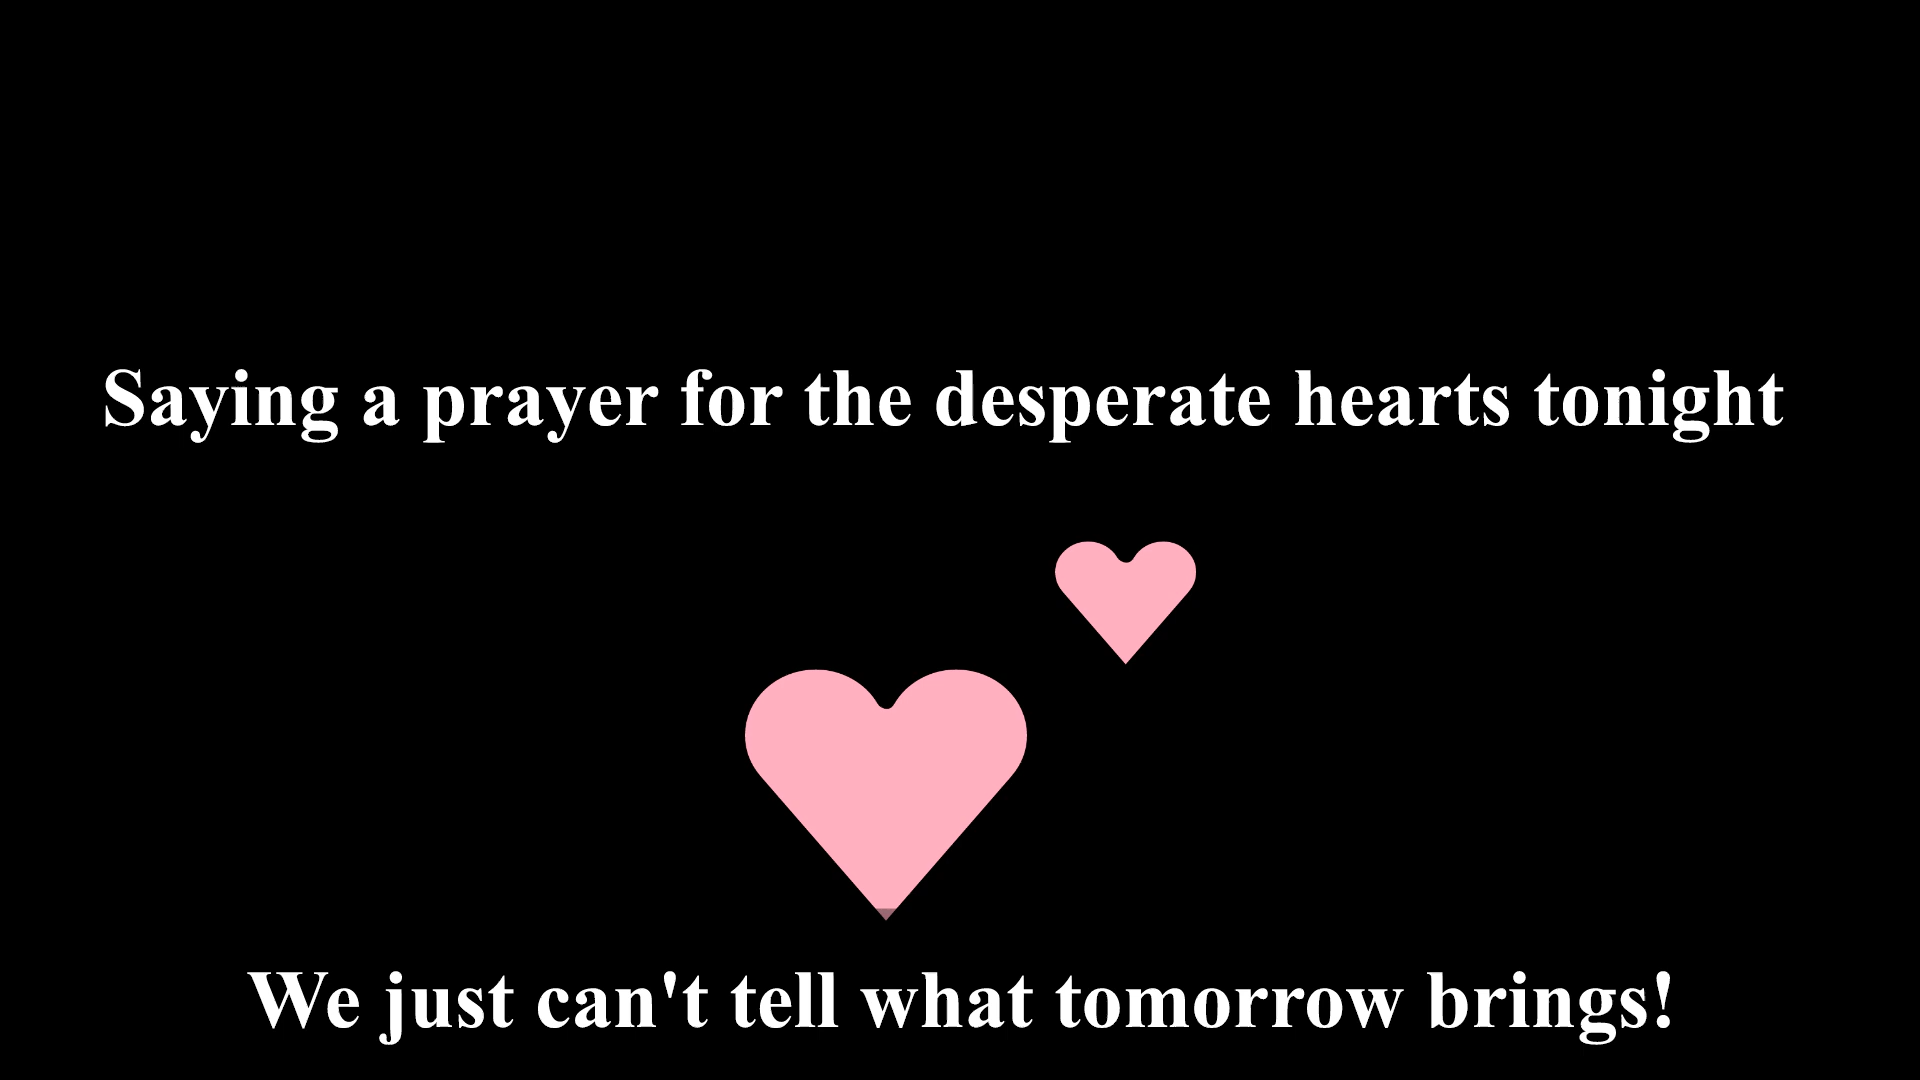 Saying a prayer for the desperate hearts tonight
We just can't tell what tomorrow brings!